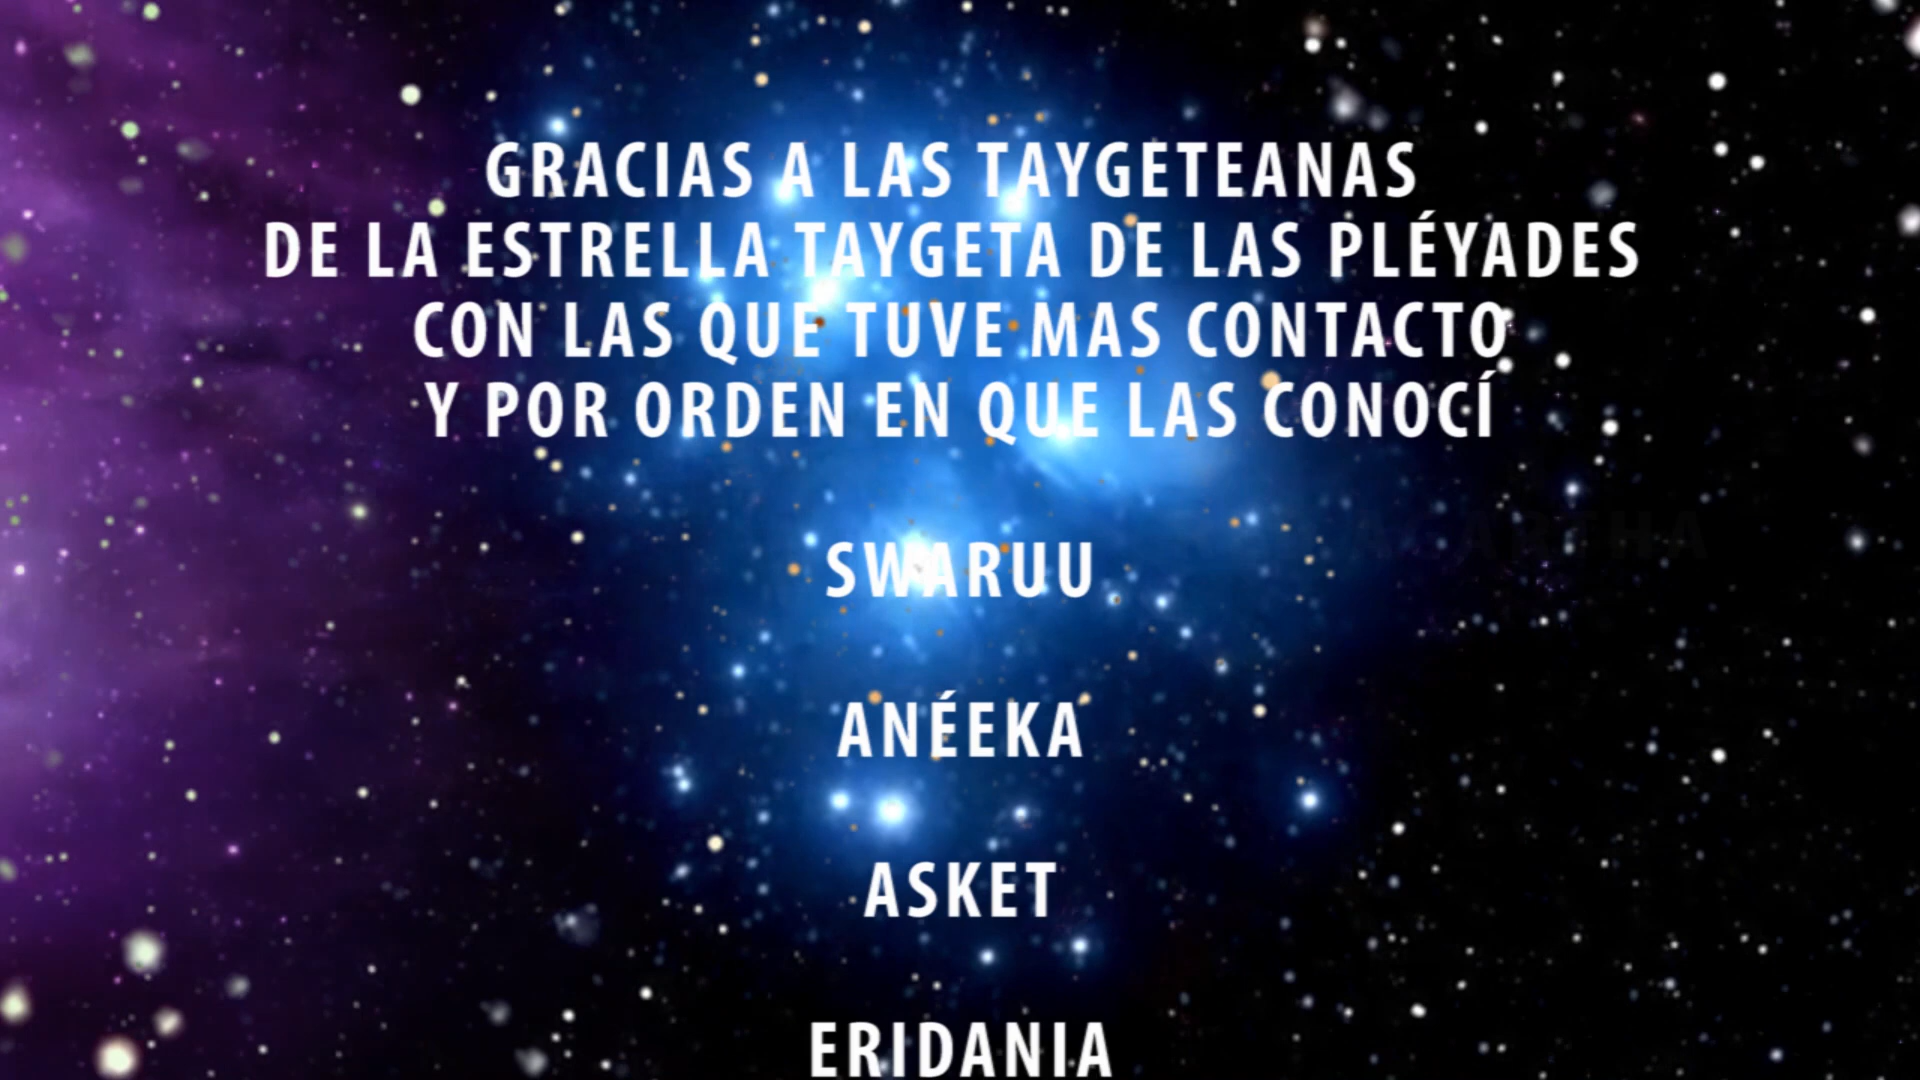 GRACIAS A LAS TAYGETEANAS
DE LA ESTRELLA TAYGETA DE LAS PLÉYADES
CON LAS QUE TUVE MAS CONTACTO
Y POR ORDEN EN QUE LAS CONOCÍ
SWARUU
ANÉEKA
ASKET
ERIDANIA